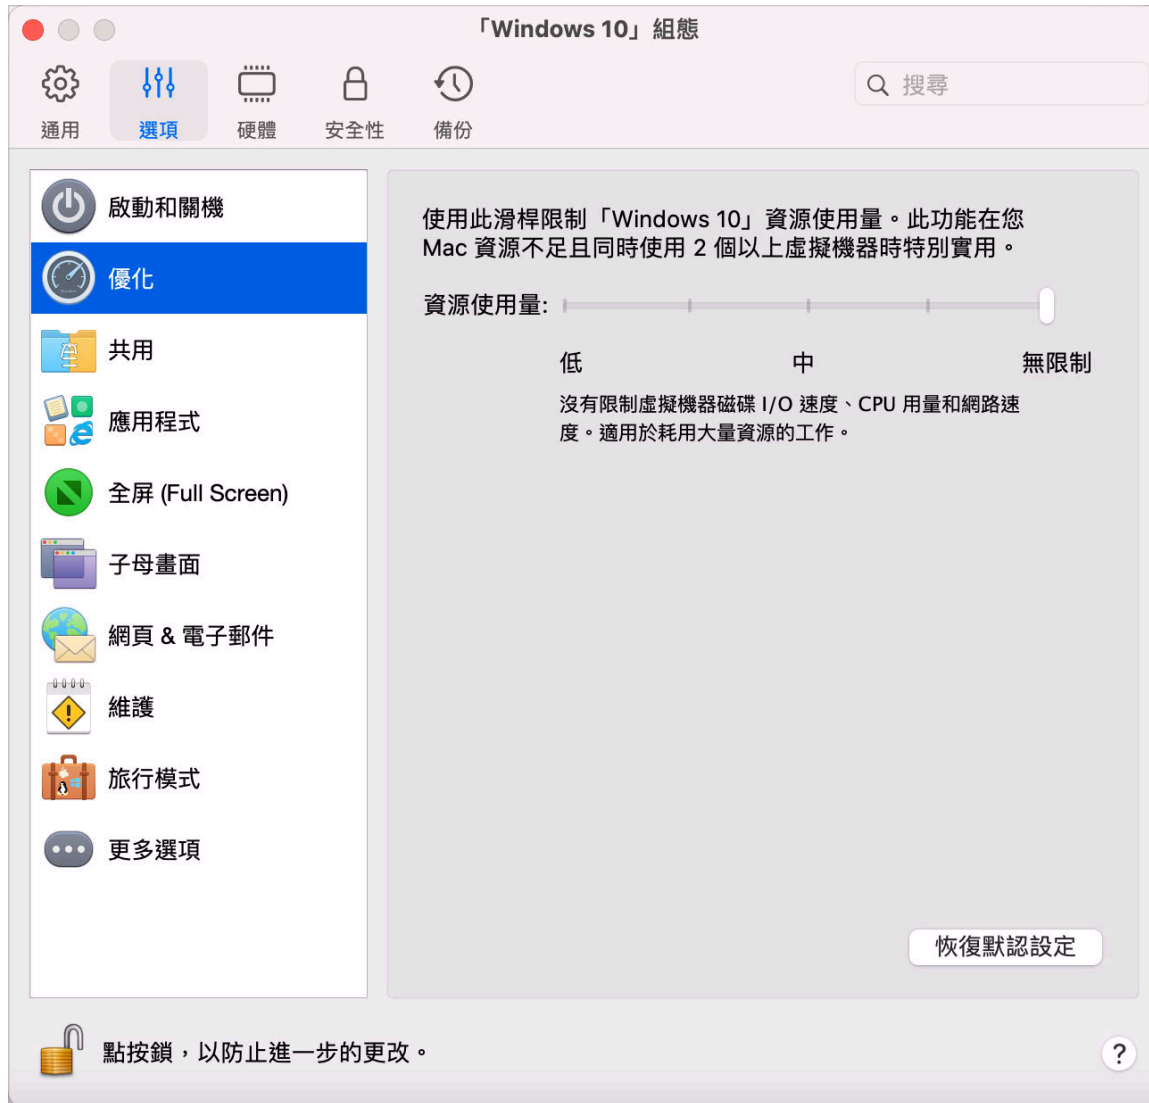 「Windows 10」組態
通用
選項
硬體
安全性
備份
搜尋
啟動和關機
優化
共用
應用程式
全屏 (Full Screen)
子母畫面
網頁 & 電子郵件
維護
旅行模式
更多選項
使用此滑桿限制「Windows 10」資源使用量。此功能在您
Mac 資源不足且同時使用 2 個以上虛擬機器時特別實用。
資源使用量:
低
中
無限制
沒有限制虛擬機器磁碟 I/O 速度、CPU 用量和網路速
度。適用於耗用大量資源的工作。
恢復默認設定
點按鎖，以防止進一步的更改。
?